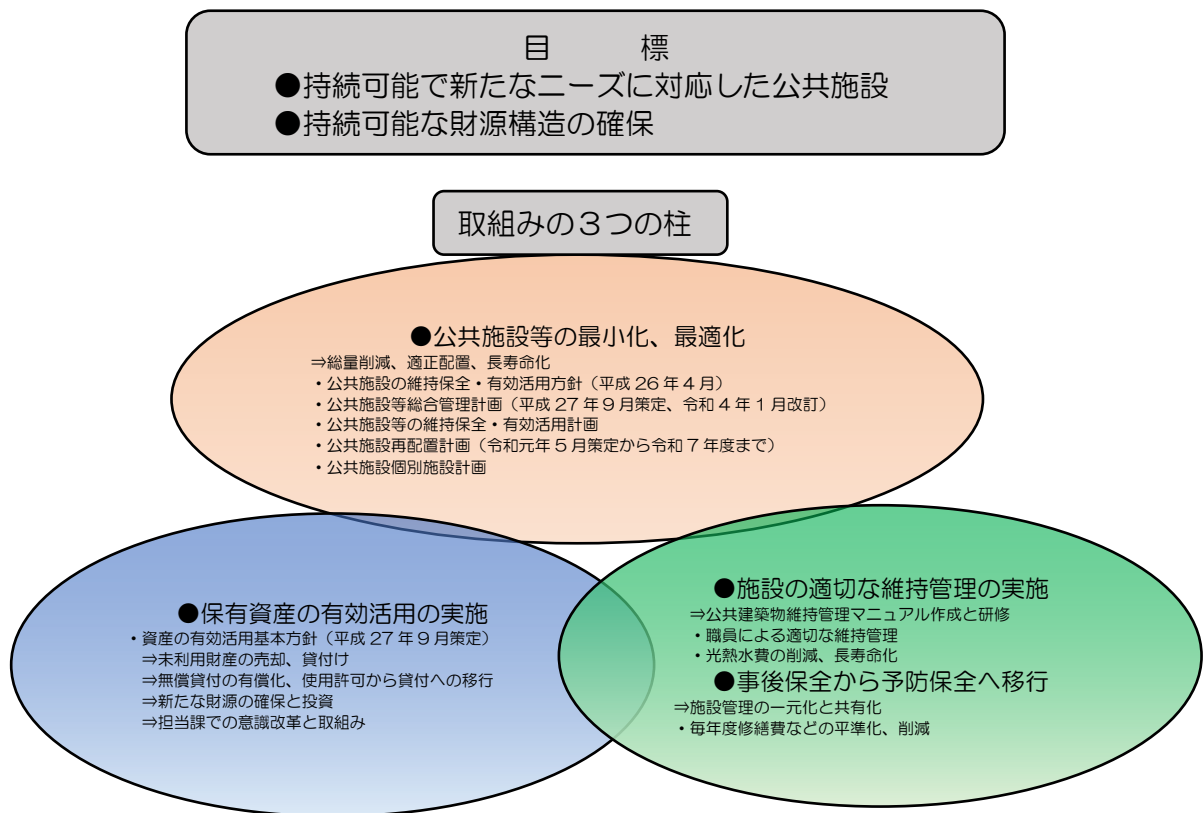 目　　標
●持続可能で新たなニーズに対応した公共施設
●持続可能な財源構造の確保
取組みの３つの柱
●公共施設等の最小化、最適化
⇒総量削減、適正配置、長寿命化
・公共施設の維持保全・有効活用方針（平成 26 年 4 月）
・公共施設等総合管理計画（平成 27 年 9 月策定、令和 4 年 1 月改訂）
・公共施設等の維持保全・有効活用計画
・公共施設再配置計画（令和元年 5 月策定から令和 7 年度まで）
・公共施設個別施設計画
●保有資産の有効活用の実施
・資産の有効活用基本方針（平成 27 年 9 月策定）
⇒未利用財産の売却、貸付け
⇒無償貸付の有償化、使用許可から貸付への移行
⇒新たな財源の確保と投資
⇒担当課での意識改革と取組み
●施設の適切な維持管理の実施
⇒公共建築物維持管理マニュアル作成と研修
・職員による適切な維持管理
・光熱水費の削減、長寿命化
●事後保全から予防保全へ移行
⇒施設管理の一元化と共有化
・毎年度修繕費などの平準化、削減